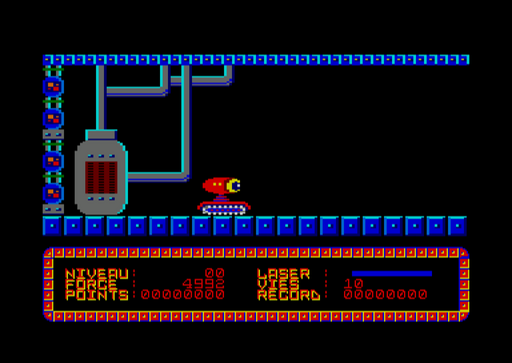 NIVEAU: 00 LASER :
FORCE : 4992 VIES : 10
POINTS:00000000 RECORD:00000000